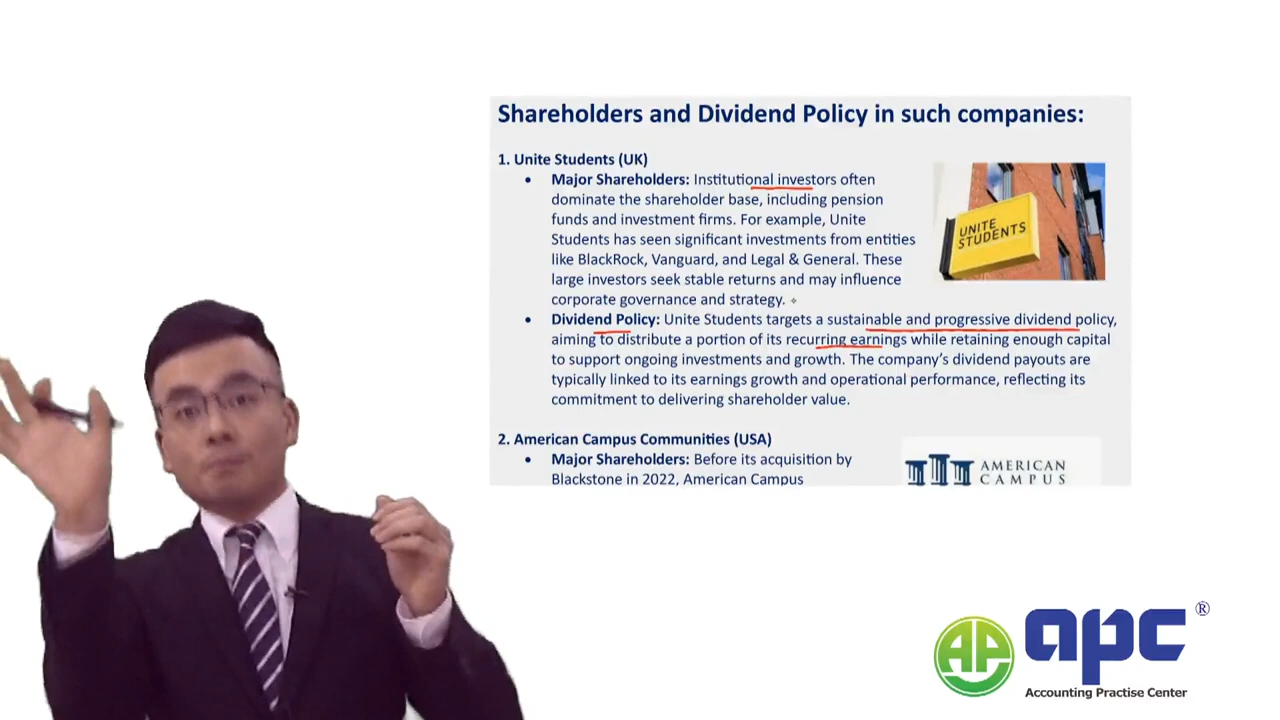 Shareholders and Dividend Policy in such companies:
1. Unite Students (UK)
• Major Shareholders: Institutional investors often
dominate the shareholder base, including pension
funds and investment firms. For example, Unite
Students has seen significant investments from entities
like BlackRock, Vanguard, and Legal & General. These
large investors seek stable returns and may influence
corporate governance and strategy.
UNITE
STUDENTS
• Dividend Policy: Unite Students targets a sustainable and progressive dividend policy,
aiming to distribute a portion of its recurring earnings while retaining enough capital
to support ongoing investments and growth. The company’s dividend payouts are
typically linked to its earnings growth and operational performance, reflecting its
commitment to delivering shareholder value.
2. American Campus Communities (USA)
• Major Shareholders: Before its acquisition by
Blackstone in 2022, American Campus
AMERICAN
CAMPUS
AP
apc®
Accounting Practise Center